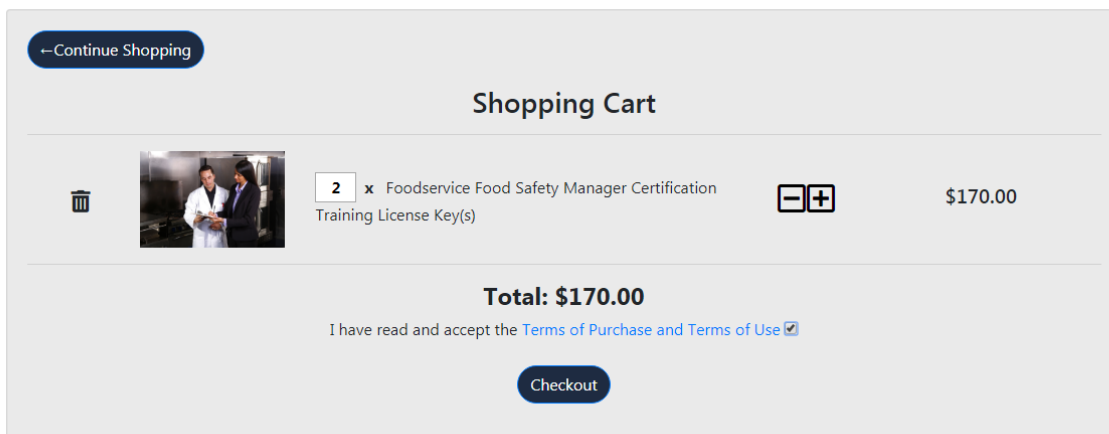 ←Continue Shopping
Shopping Cart
2 x Foodservice Food Safety Manager Certification
Training License Key(s)
$170.00
Total: $170.00
I have read and accept the Terms of Purchase and Terms of Use
Checkout